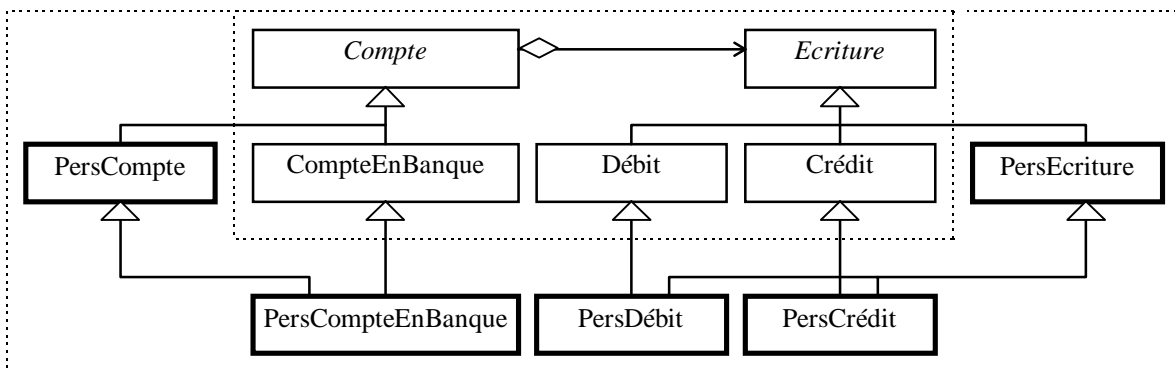 Compte
Ecriture
PersCompte
CompteEnBanque
Débit
Crédit
PersEcriture
PersCompteEnBanque
PersDébit
PersCrédit